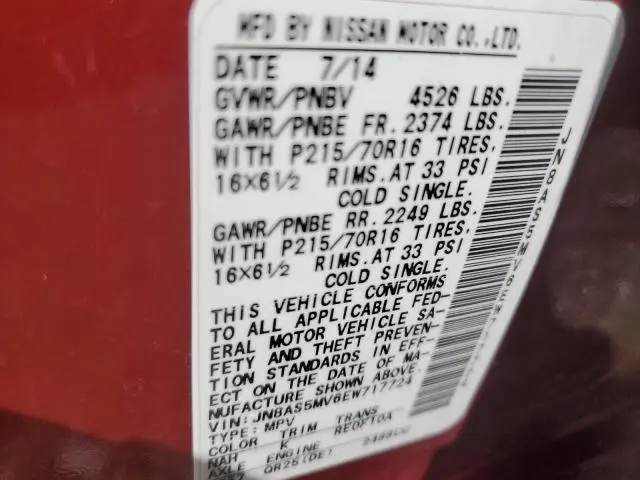 MFD BY NISSAN MOTOR CO.,LTD.
DATE 7/14
GVWR/PNBV 4526 LBS.
GAWR/PNBE FR. 2374 LBS.
WITH P215/70R16 TIRES,
16X6½ RIMS. AT 33 PSI
COLD SINGLE.
GAWR/PNBE RR. 2249 LBS.
WITH P215/70R16 TIRES,
16X6½ RIMS. AT 33 PSI
COLD SINGLE.
THIS VEHICLE CONFORMS
TO ALL APPLICABLE FED-
ERAL MOTOR VEHICLE SA-
FETY AND THEFT PREVEN-
TION STANDARDS IN EFF-
ECT ON THE DATE OF MA-
NUFACTURE SHOWN ABOVE.
VIN: JN8AS5MV6EW717724
TYPE: MPV
COLOR TRIM TRANS
NAH K RE0F10A
AXLE ENGINE
QR25(DE) 2488CC